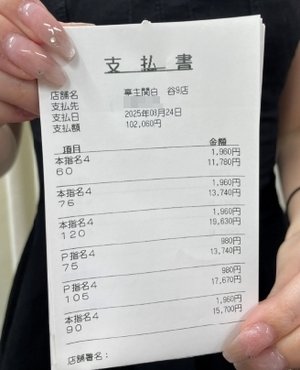 支払書
店舗名 亭主関白 谷9店
支払先
支払日 2025年03月24日
支払額 102,060円
項目 金額
本指名4 1,960円
60 11,780円
本指名4 1,960円
76 13,740円
本指名4 1,960円
120 19,630円
P指名4 980円
75 13,740円
P指名4 980円
105 17,670円
本指名4 1,960円
90 15,700円
店舗署名：